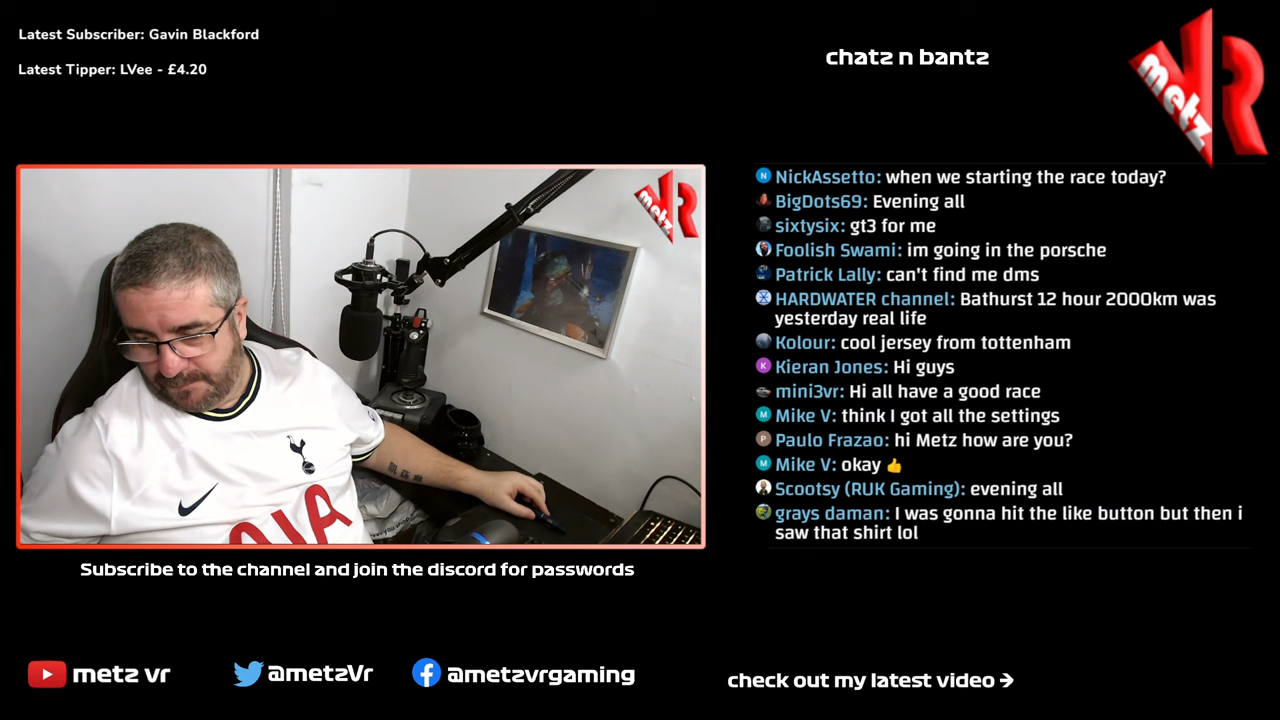 Latest Subscriber: Gavin Blackford
Latest Tipper: LVee - £4.20
chatz n bantz
metz VR
metz VR
NickAssetto: when we starting the race today?
BigDots69: Evening all
sixtysix: gt3 for me
Foolish Swami: im going in the porsche
Patrick Lally: can't find me dms
HARDWATER channel: Bathurst 12 hour 2000km was
yesterday real life
Kolour: cool jersey from tottenham
Kieran Jones: Hi guys
mini3vr: Hi all have a good race
Mike V: think I got all the settings
Paulo Frazao: hi Metz how are you?
Mike V: okay 👍
Scootsy (RUK Gaming): evening all
grays daman: I was gonna hit the like button but then i
saw that shirt lol
AIA
Subscribe to the channel and join the discord for passwords
metz vr
@metzVr
@metzvrgaming
check out my latest video →